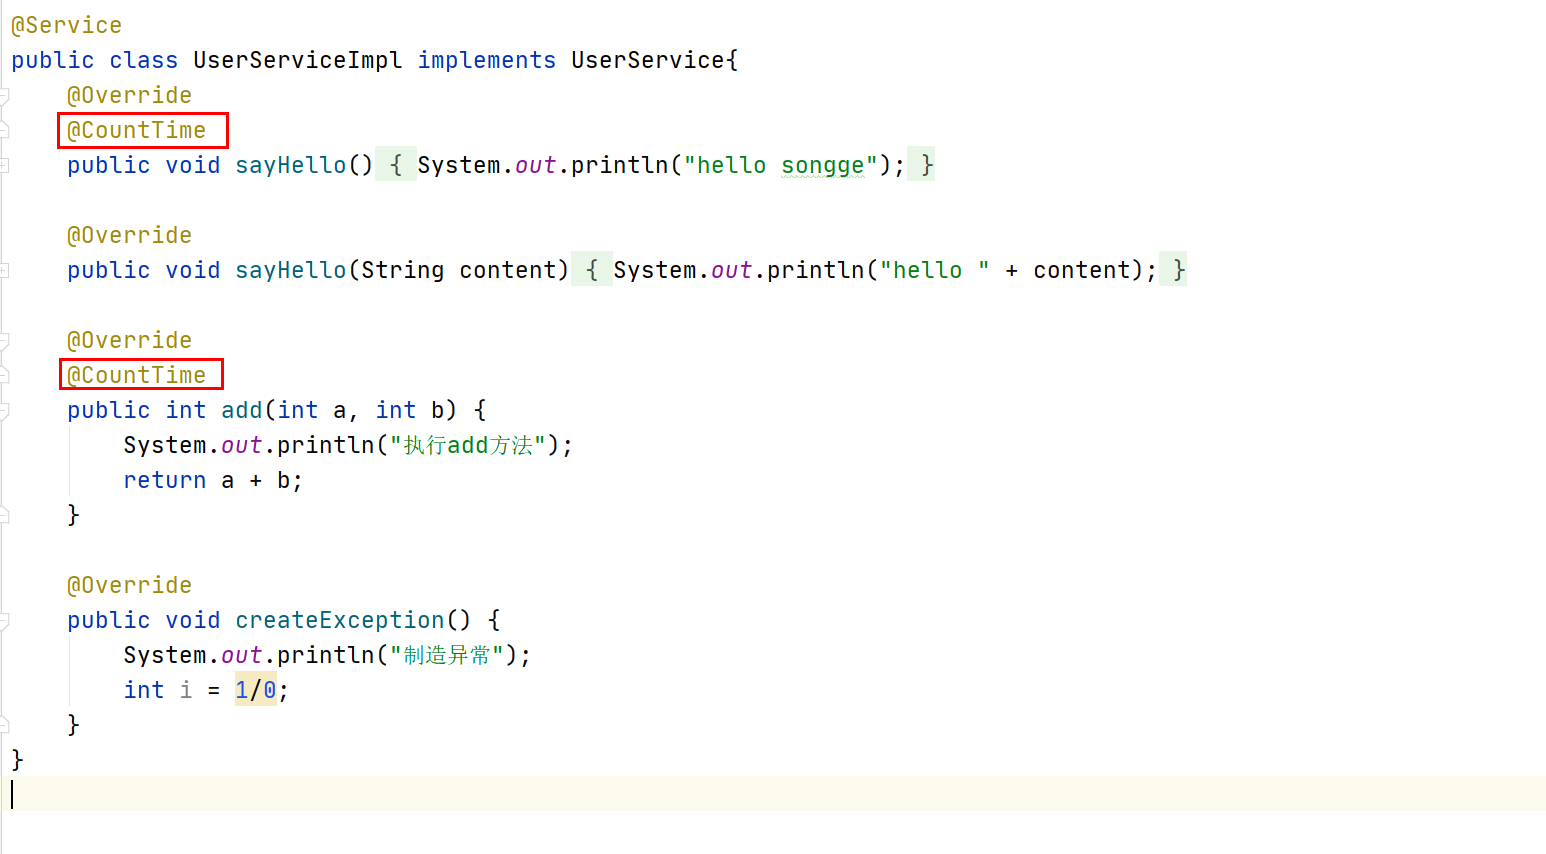 @Service
public class UserServiceImpl implements UserService{
@Override
@CountTime
public void sayHello() { System.out.println("hello songge"); }
@Override
public void sayHello(String content) { System.out.println("hello " + content); }
@Override
@CountTime
public int add(int a, int b) {
System.out.println("执行add方法");
return a + b;
}
@Override
public void createException() {
System.out.println("制造异常");
int i = 1/0;
}
}